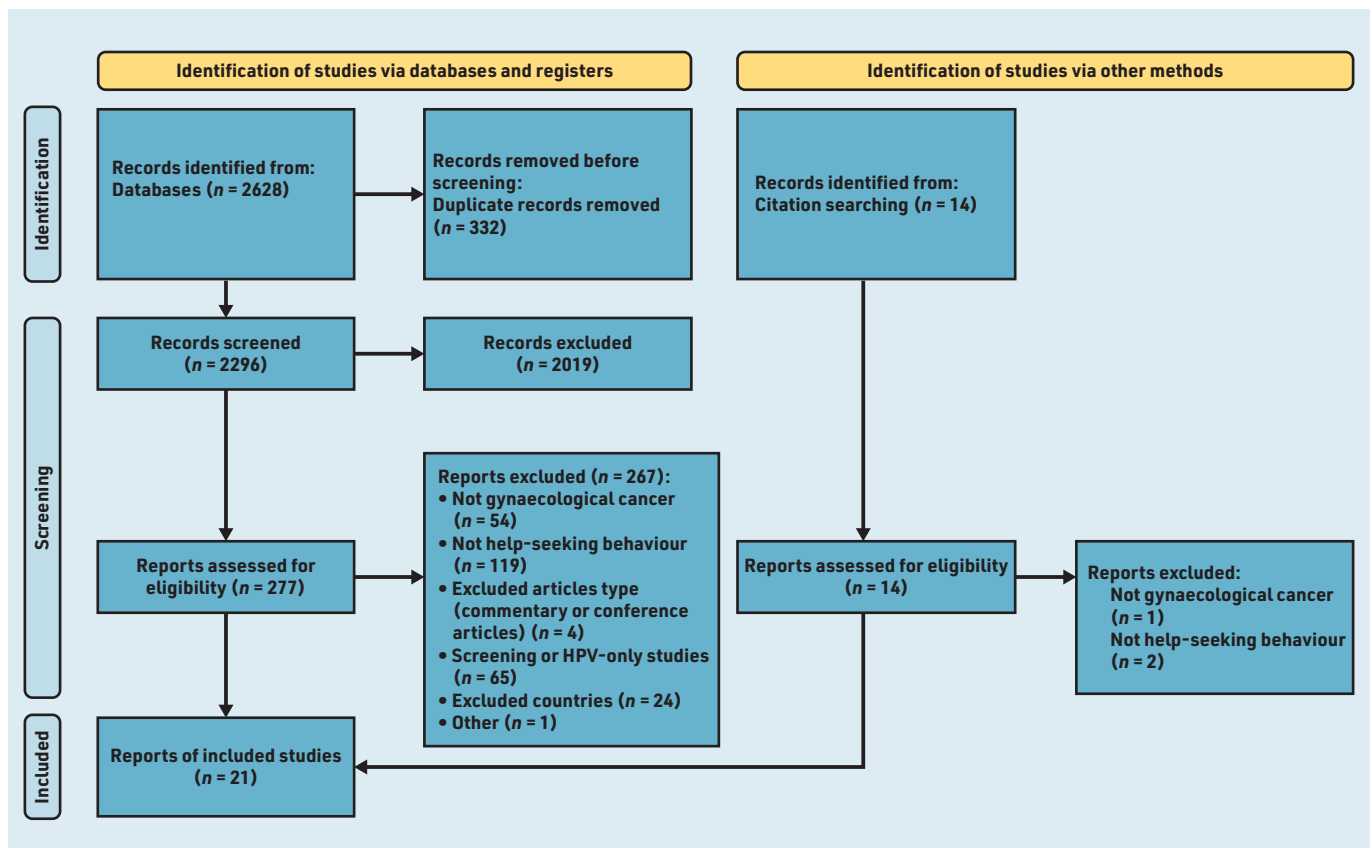 Identification of studies via databases and registers
Identification of studies via other methods
Identification
Records identified from:
Databases (n = 2628)
Records removed before
screening:
Duplicate records removed
(n = 332)
Records identified from:
Citation searching (n = 14)
Screening
Records screened
(n = 2296)
Records excluded
(n = 2019)
Reports assessed for
eligibility (n = 277)
Reports excluded (n = 267):
• Not gynaecological cancer
(n = 54)
• Not help-seeking behaviour
(n = 119)
• Excluded articles type
(commentary or conference
articles) (n = 4)
• Screening or HPV-only studies
(n = 65)
• Excluded countries (n = 24)
• Other (n = 1)
Reports assessed for eligibility
(n = 14)
Reports excluded:
Not gynaecological cancer
(n = 1)
Not help-seeking behaviour
(n = 2)
Included
Reports of included studies
(n = 21)